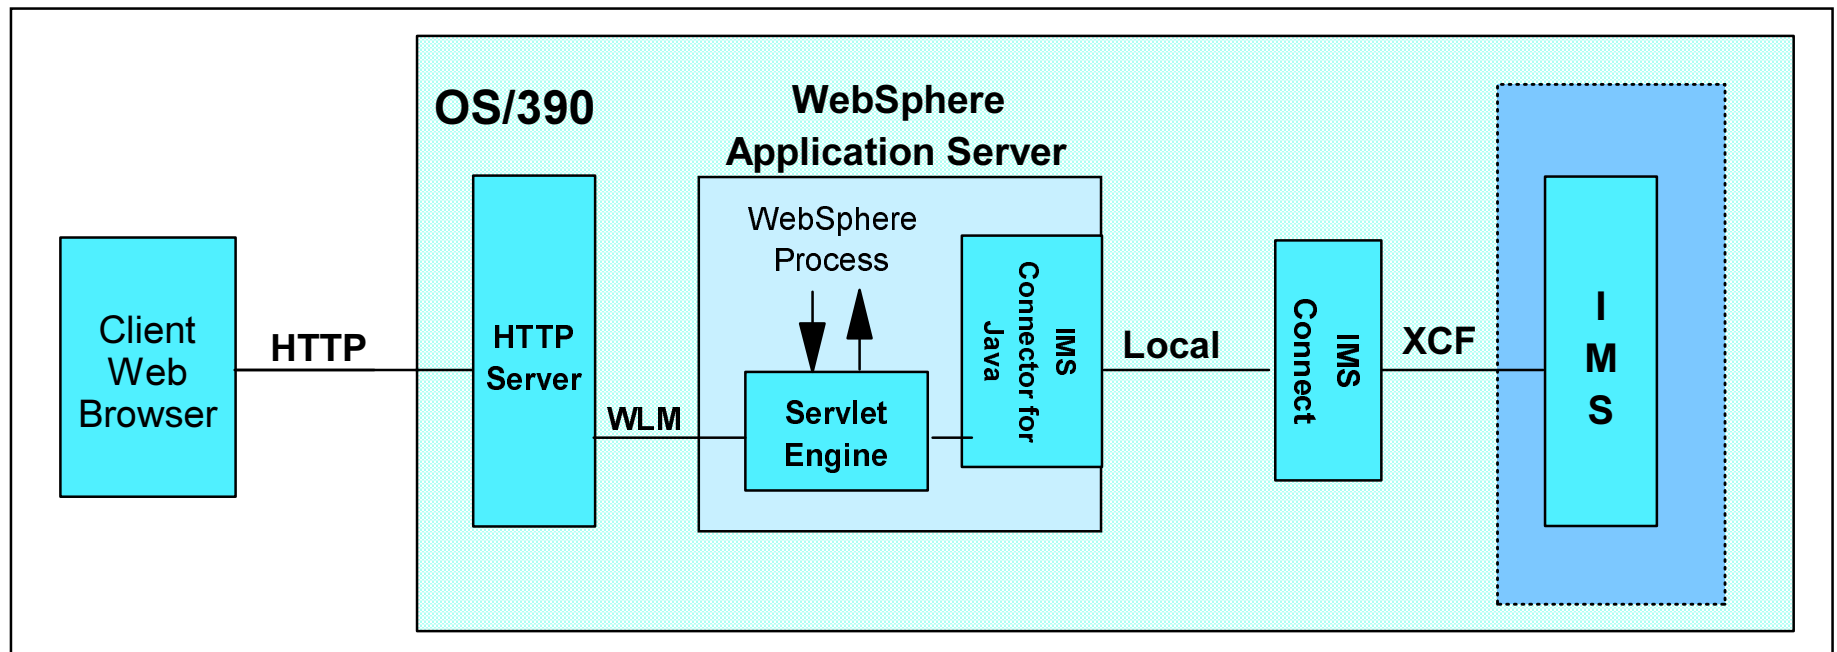 OS/390
WebSphere
Application Server
Client
Web
Browser
HTTP
HTTP
Server
WLM
WebSphere
Process
Servlet
Engine
IMS
Connector for
Java
Local
IMS
Connect
XCF
I
M
S